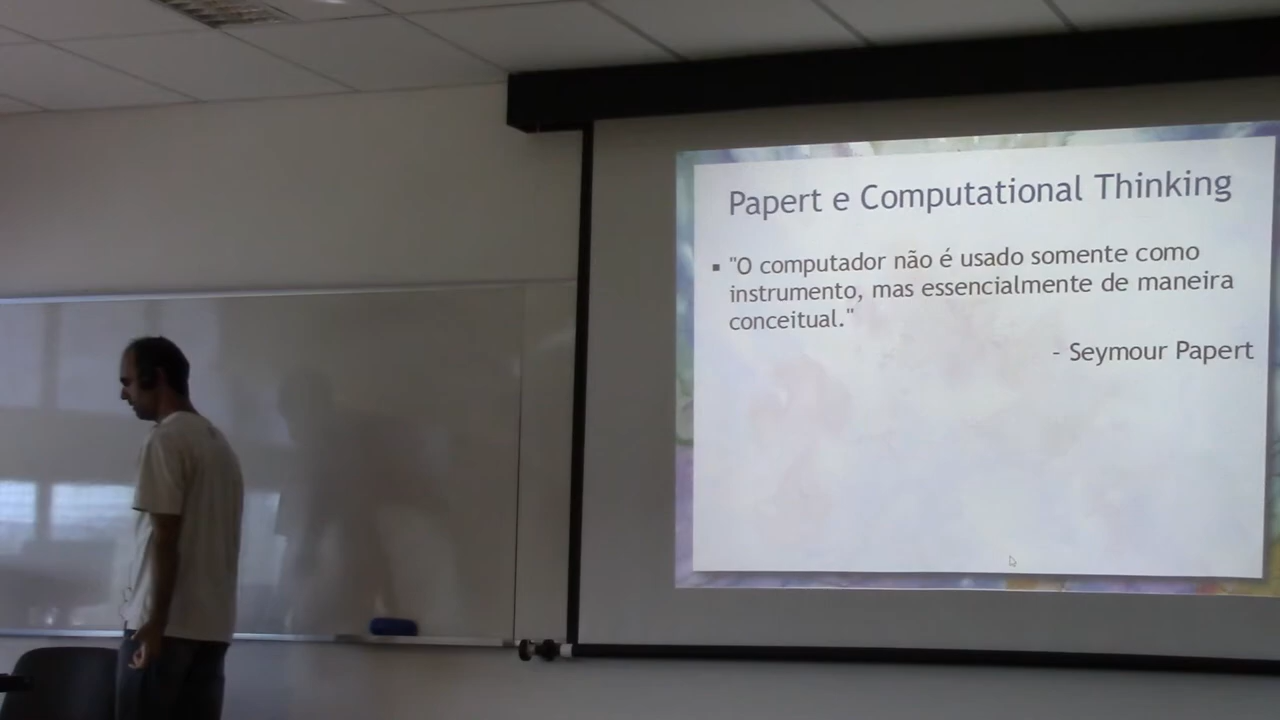 Papert e Computational Thinking
"O computador não é usado somente como
instrumento, mas essencialmente de maneira
conceitual."
- Seymour Papert